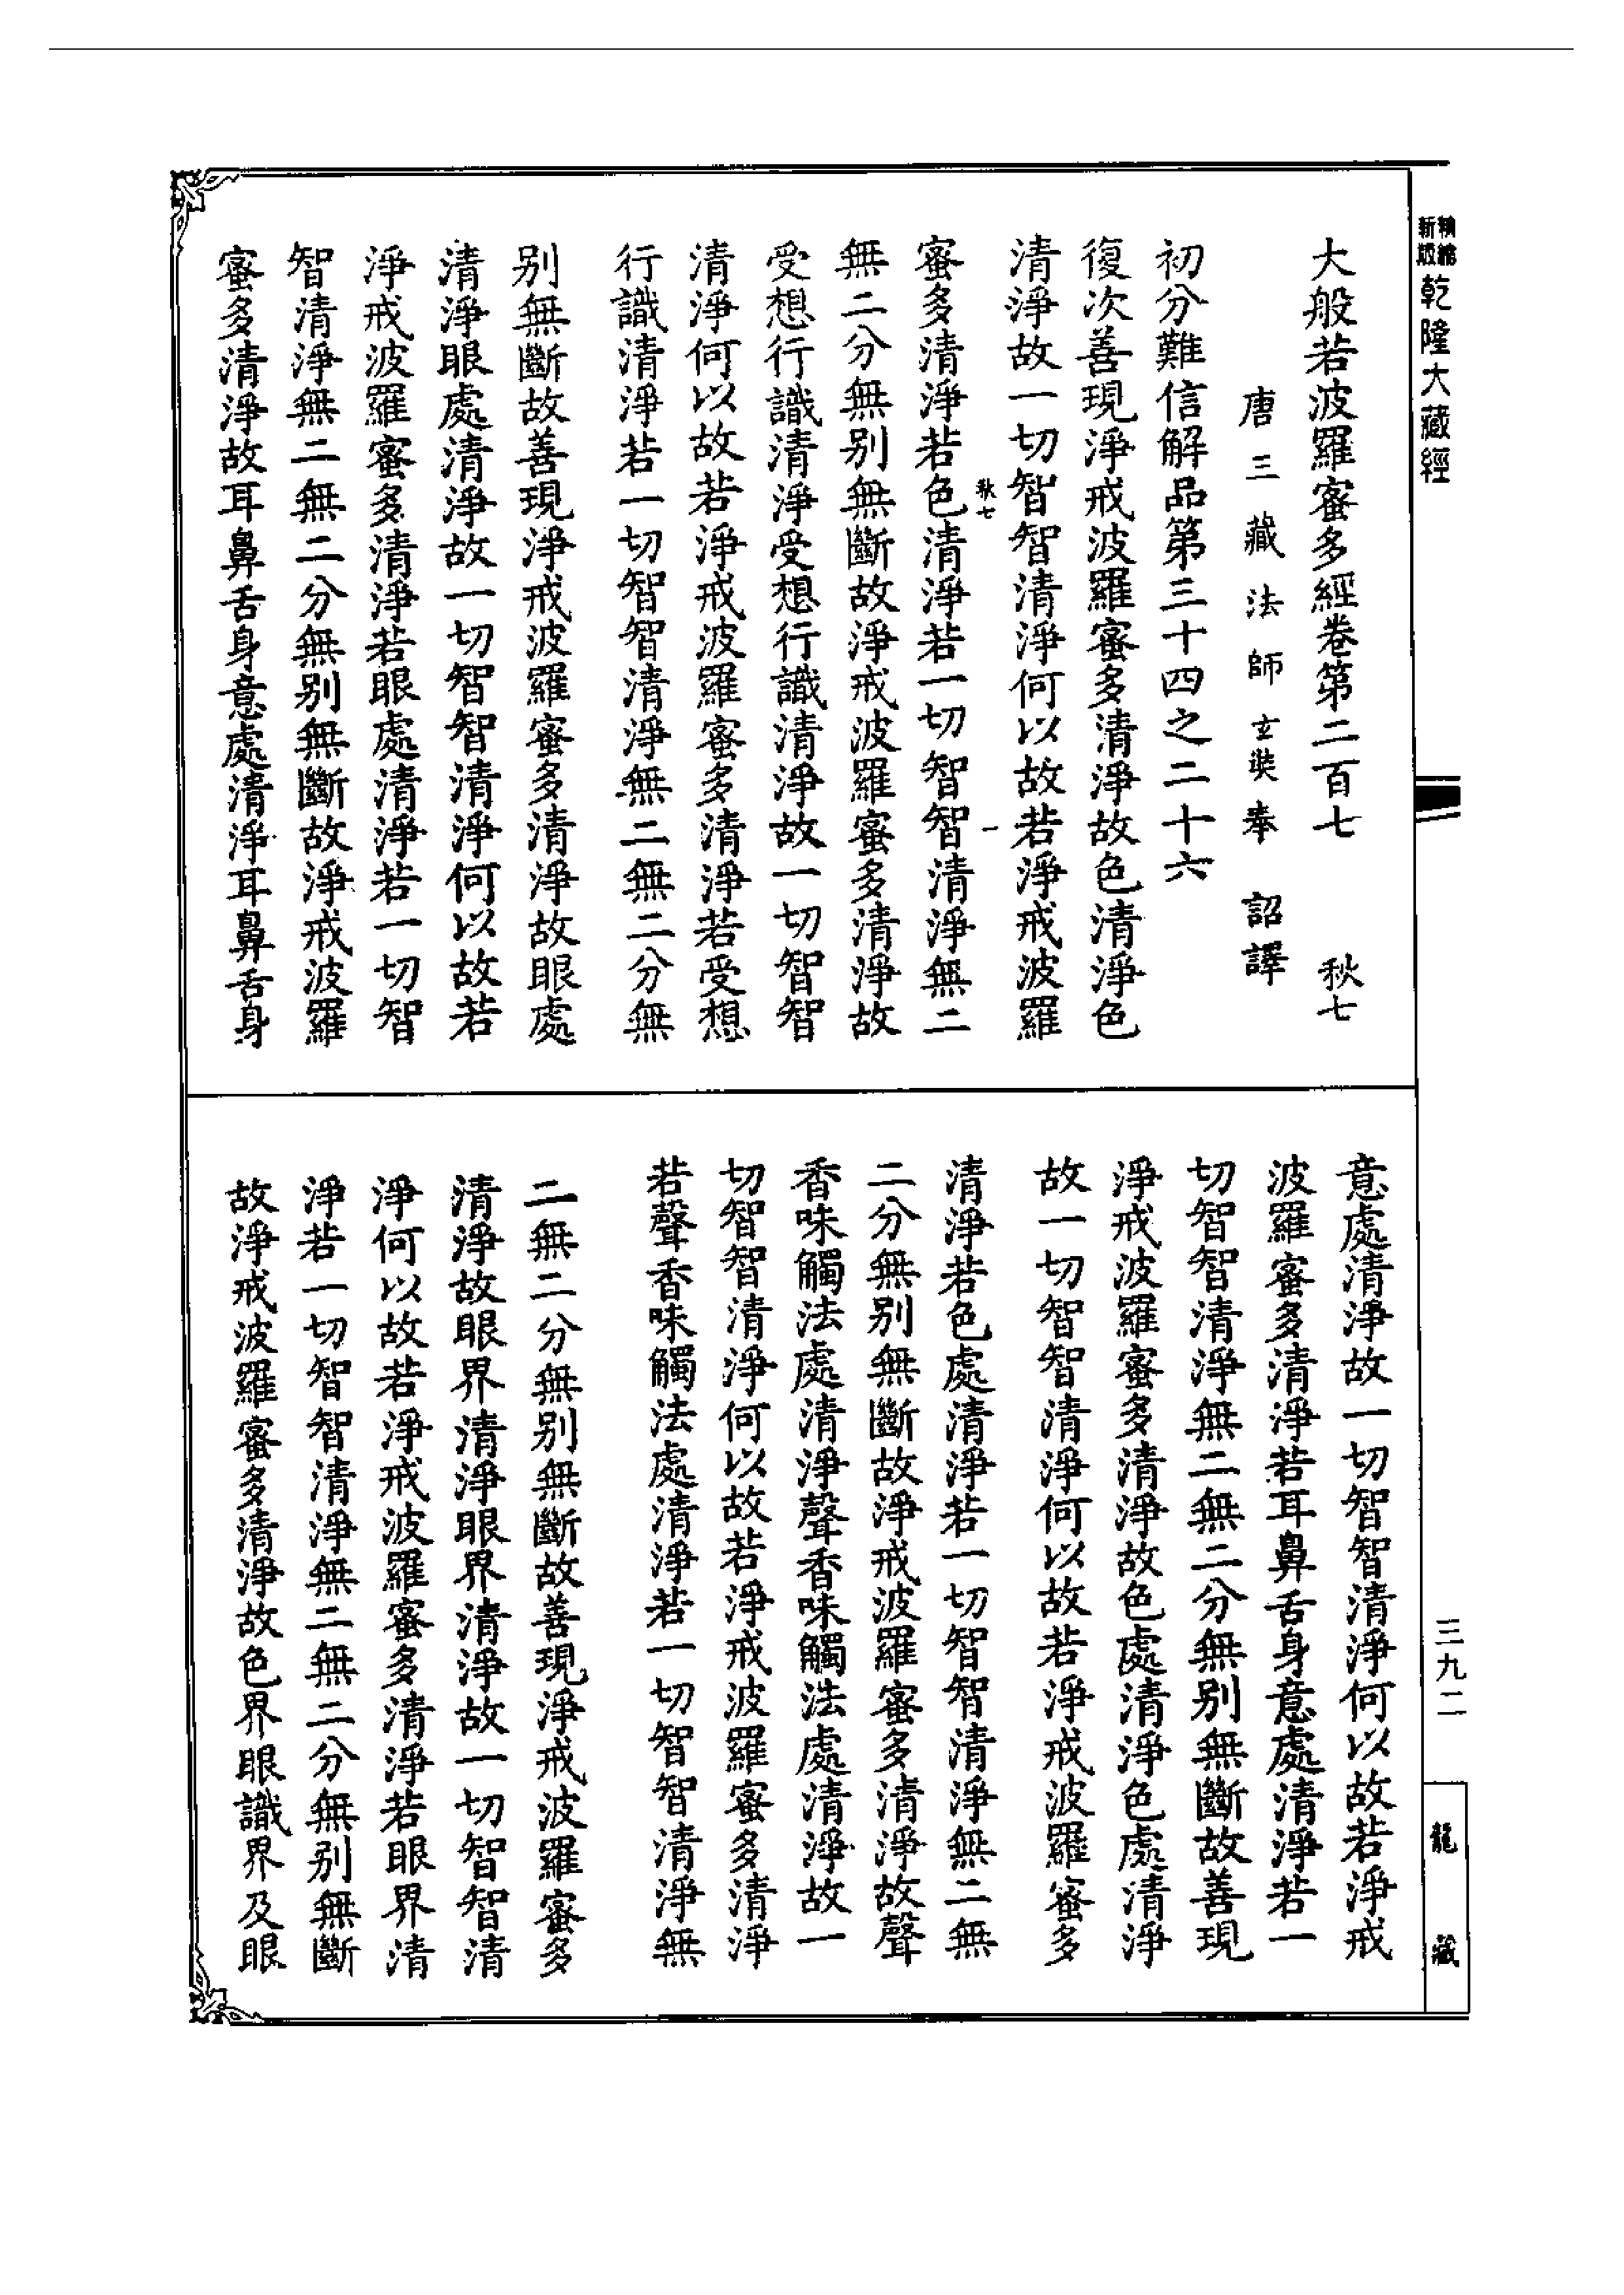 新版精縮乾隆大藏經
三九二
龍藏
大般若波羅蜜多經卷第二百七 秋七
唐三藏法師玄奘奉 詔譯
初分難信解品第三十四之二十六
復次善現淨戒波羅蜜多清淨故色清淨色
清淨故一切智智清淨何以故若淨戒波羅
秋七 一
蜜多清淨若色清淨若一切智智清淨無二
無二分無別無斷故淨戒波羅蜜多清淨故
受想行識清淨受想行識清淨故一切智智
清淨何以故若淨戒波羅蜜多清淨若受想
行識清淨若一切智智清淨無二無二分無
別無斷故善現淨戒波羅蜜多清淨故眼處
清淨眼處清淨故一切智智清淨何以故若
淨戒波羅蜜多清淨若眼處清淨若一切智
智清淨無二無二分無別無斷故淨戒波羅
蜜多清淨故耳鼻舌身意處清淨耳鼻舌身
意處清淨故一切智智清淨何以故若淨戒
波羅蜜多清淨若耳鼻舌身意處清淨若一
切智智清淨無二無二分無別無斷故善現
淨戒波羅蜜多清淨故色處清淨色處清淨
故一切智智清淨何以故若淨戒波羅蜜多
清淨若色處清淨若一切智智清淨無二無
二分無別無斷故淨戒波羅蜜多清淨故聲
香味觸法處清淨聲香味觸法處清淨故一
切智智清淨何以故若淨戒波羅蜜多清淨
若聲香味觸法處清淨若一切智智清淨無
二無二分無別無斷故善現淨戒波羅蜜多
清淨故眼界清淨眼界清淨故一切智智清
淨何以故若淨戒波羅蜜多清淨若眼界清
淨若一切智智清淨無二無二分無別無斷
故淨戒波羅蜜多清淨故色界眼識界及眼